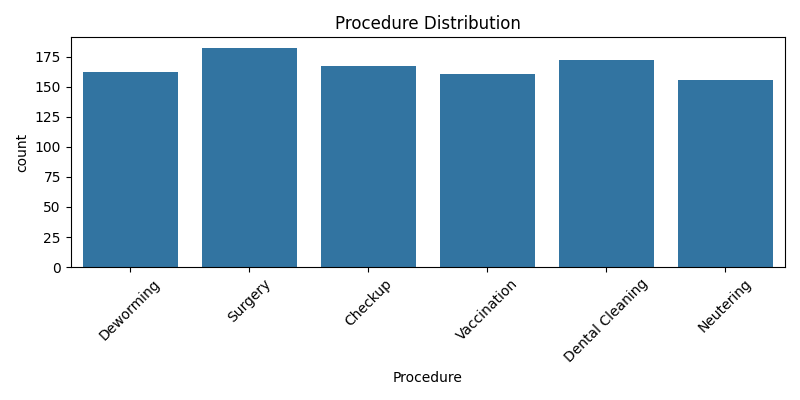 Procedure Distribution
175
150
125
100
75
50
25
0
count
Deworming
Surgery
Checkup
Vaccination
Dental Cleaning
Neutering
Procedure